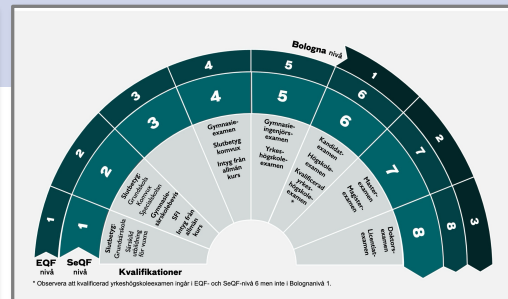 Bologna nivå
1
2
3
1
2
3
4
5
6
7
8
1
2
3
4
5
6
7
8
Slutbetyg:
Grundsärskola
Särskild
utbildning
för vuxna
Slutbetyg:
Grundskola
Komvux
Specialskolan
Gymnasie-
särskolebevis
SFI
Intyg från
allmän
kurs
Gymnasie-
examen
Slutbetyg
komvux
Intyg från
allmän
kurs
Gymnasie-
ingenjörs-
examen
Yrkes-
högskole-
examen
Kandidat-
examen
Högskole-
examen
Kvalificerad
yrkes-
högskole-
examen
*
Master-
examen
Magister-
examen
Doktors-
examen
Licentiat-
examen
EQF
nivå
SeQF
nivå
Kvalifikationer
* Observera att kvalificerad yrkeshögskoleexamen ingår i EQF- och SeQF-nivå 6 men inte i Bolognanivå 1.